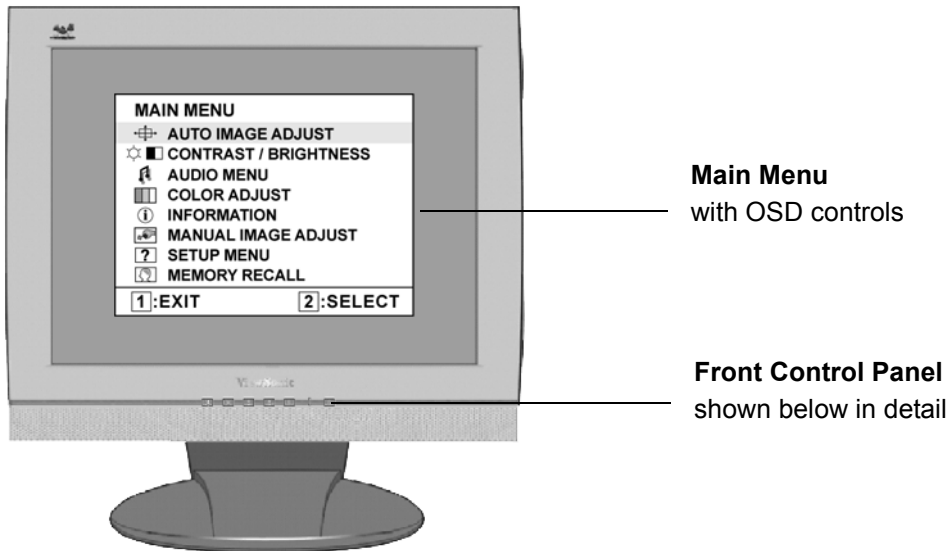 MAIN MENU
AUTO IMAGE ADJUST
CONTRAST / BRIGHTNESS
AUDIO MENU
COLOR ADJUST
INFORMATION
MANUAL IMAGE ADJUST
? SETUP MENU
MEMORY RECALL
1:EXIT 2:SELECT
ViewSonic
Main Menu
with OSD controls
Front Control Panel
shown below in detail